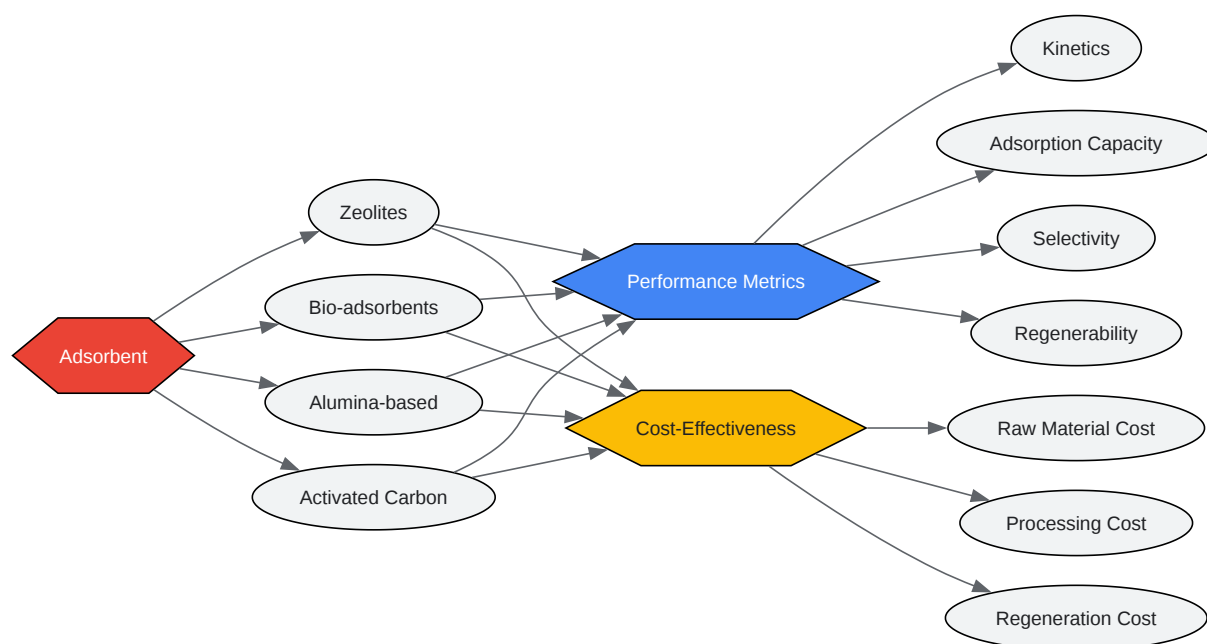 Adsorbent
Zeolites
Bio-adsorbents
Alumina-based
Activated Carbon
Performance Metrics
Cost-Effectiveness
Kinetics
Adsorption Capacity
Selectivity
Regenerability
Raw Material Cost
Processing Cost
Regeneration Cost